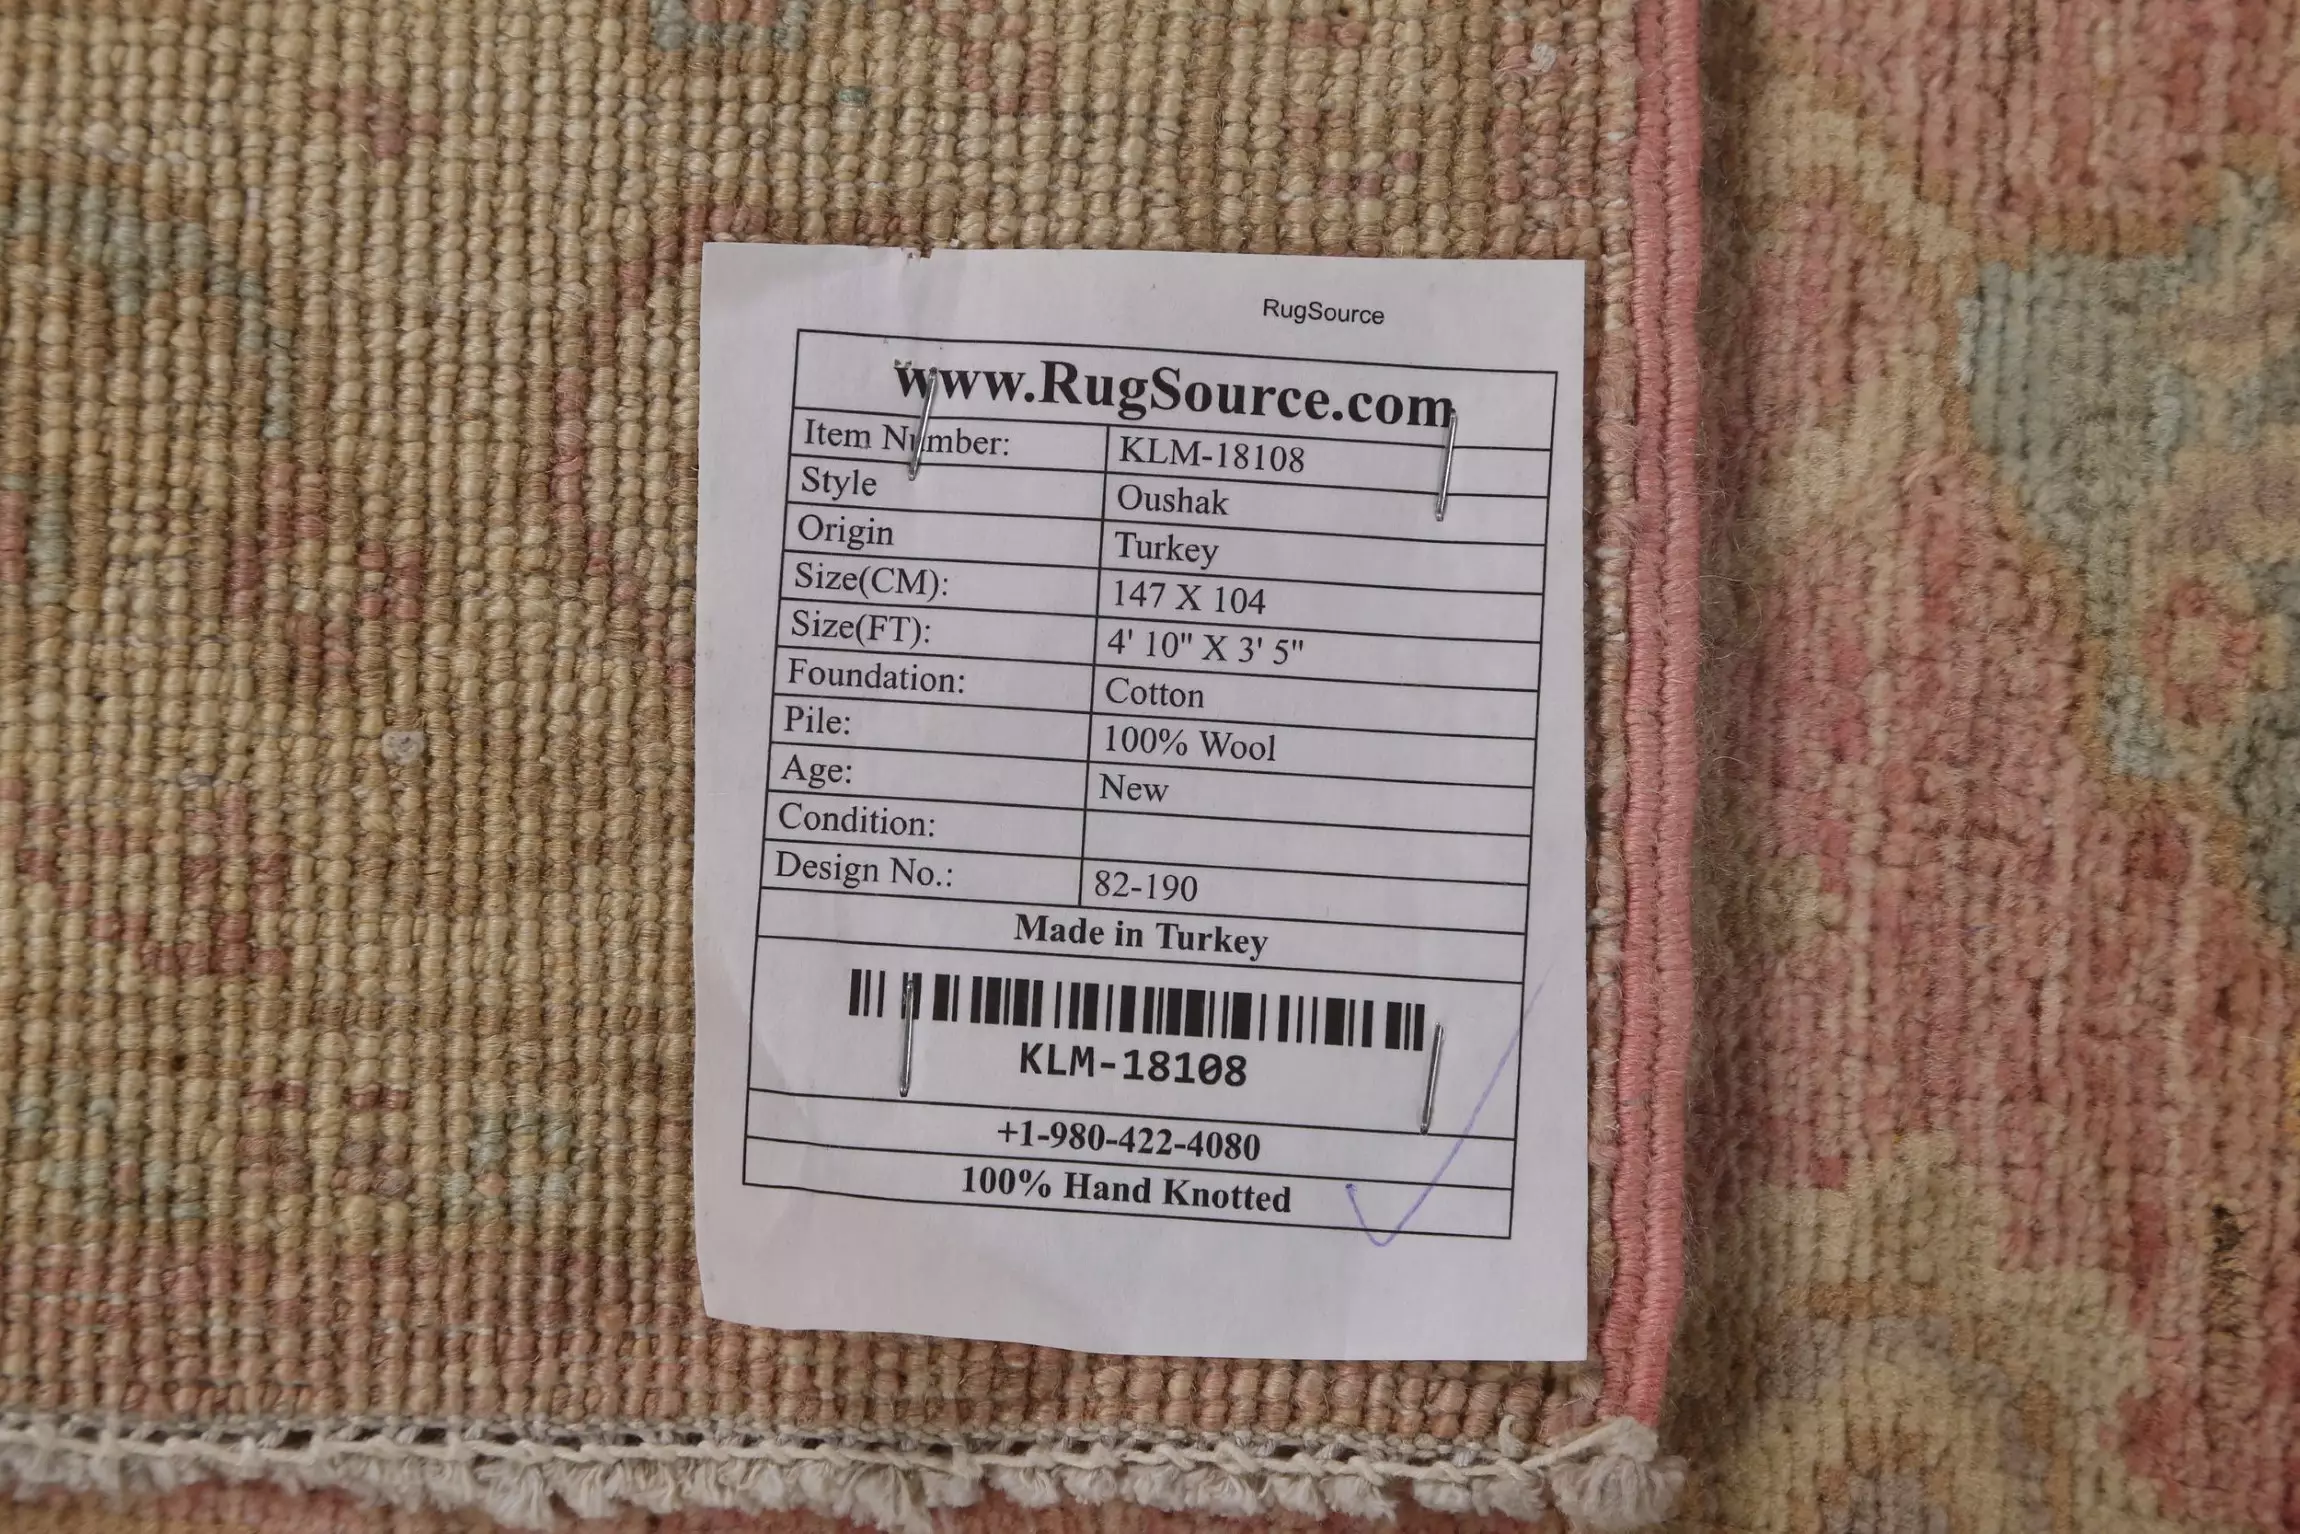 RugSource
www.RugSource.com
Item Number: KLM-18108
Style Oushak
Origin Turkey
Size(CM): 147 X 104
Size(FT): 4' 10" X 3' 5"
Foundation: Cotton
Pile: 100% Wool
Age: New
Condition:
Design No.: 82-190
Made in Turkey
KLM-18108
+1-980-422-4080
100% Hand Knotted